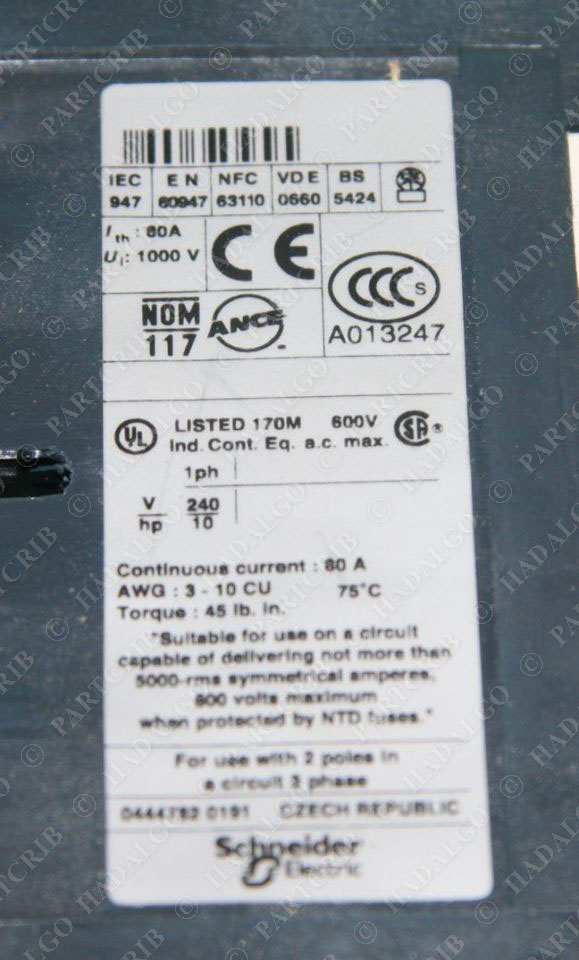 IEC EN NFC VDE BS
947 60947 63110 0660 5424
Ith : 80A
Ui : 1000 V
CE
CCC S
A013247
NOM
117
ANCE
UL LISTED 170M 600V SA ®
Ind. Cont. Eq. a.c. max.
1ph
V 240
hp 10
Continuous current : 80 A
AWG : 3 - 10 CU 75°C
Torque : 45 lb. in.
"Suitable for use on a circuit
capable of delivering not more than
5000-rms symmetrical amperes,
600 volts maximum
when protected by NTD fuses."
For use with 2 poles in
a circuit 3 phase
0444782 0191 CZECH REPUBLIC
Schneider
Electric
© PARTCRIB
© HADALGO